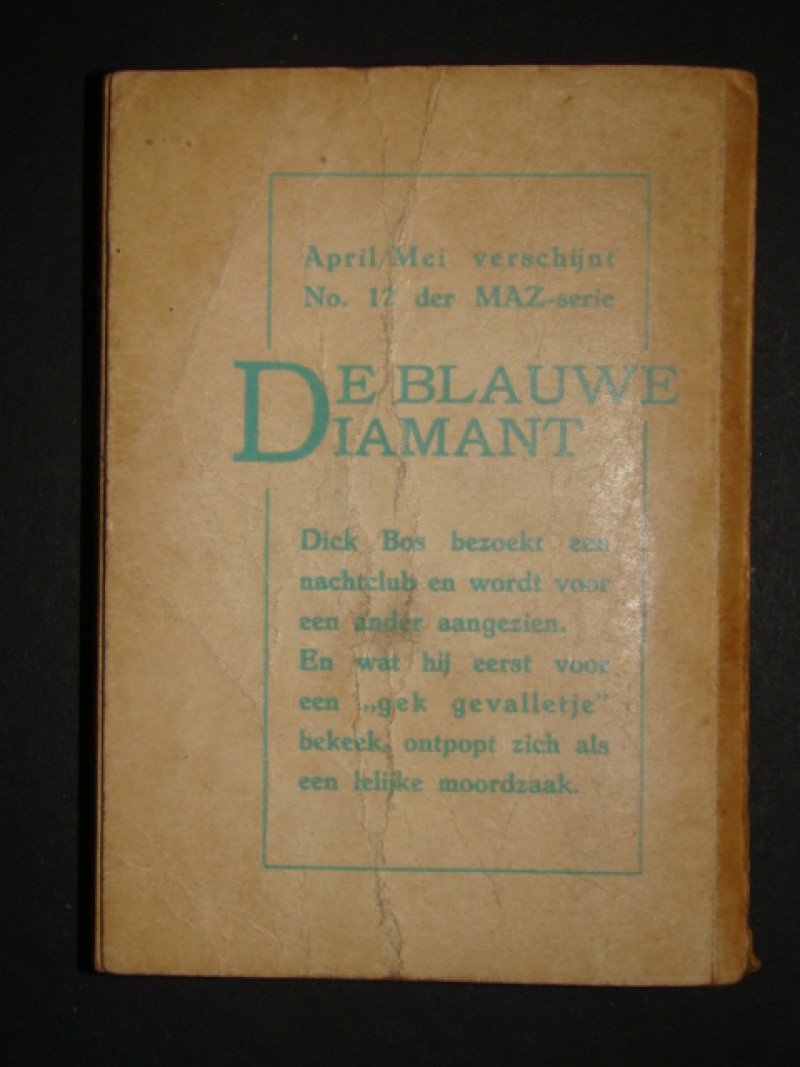 April/Mei verschijnt
No. 12 der MAZ-serie
DE BLAUWE
DIAMANT
Dick Bos bezoekt een
nachtclub en wordt voor
een ander aangezien.
En wat hij eerst voor
een „gek gevalletje”
bekeek, ontpopt zich als
een lelijke moordzaak.